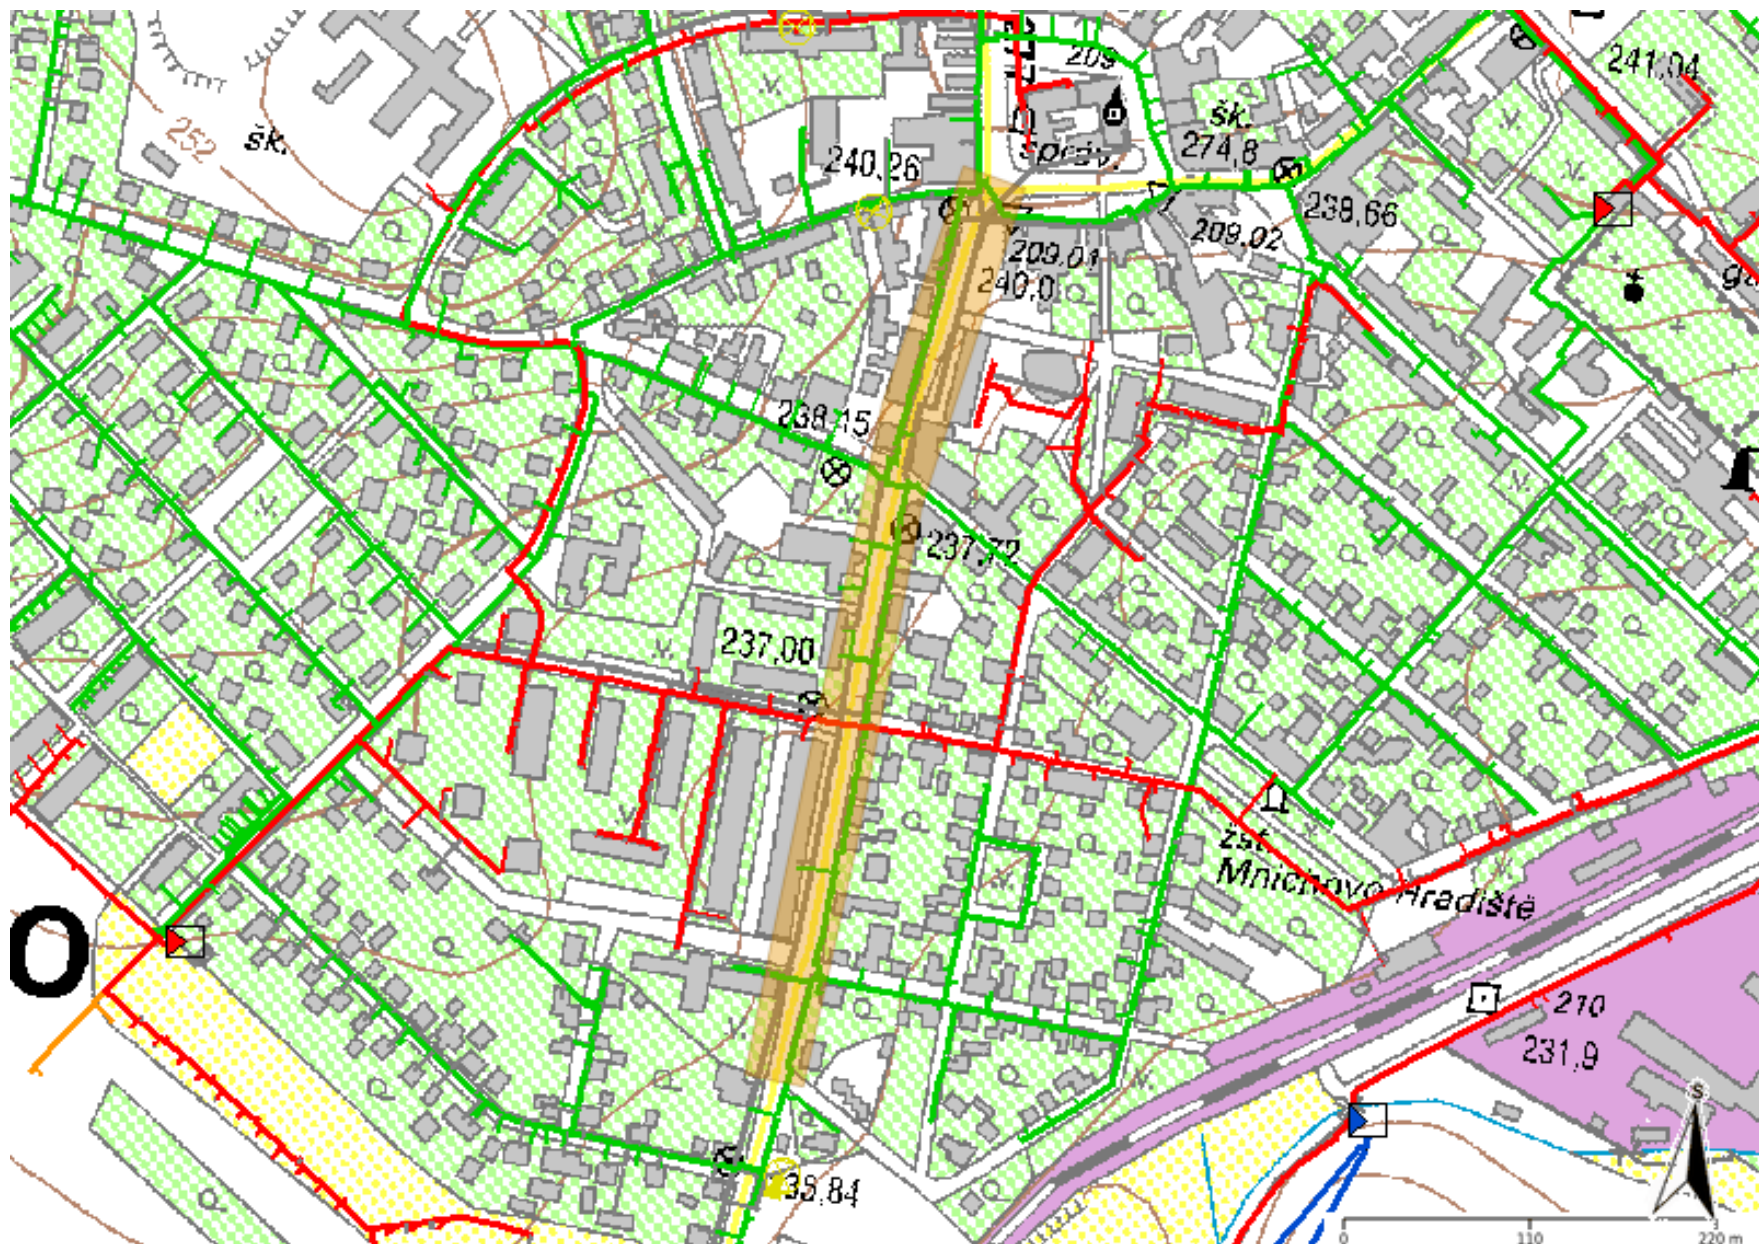 209
241,04
252
šk.
240,26
správ.
šk.
274,8
238,66
209,02
209,01
240,0
238,15
237,72
237,00
žst.
Mnichovo Hradiště
O
210
231,9
S
35,84
0 110 220 m